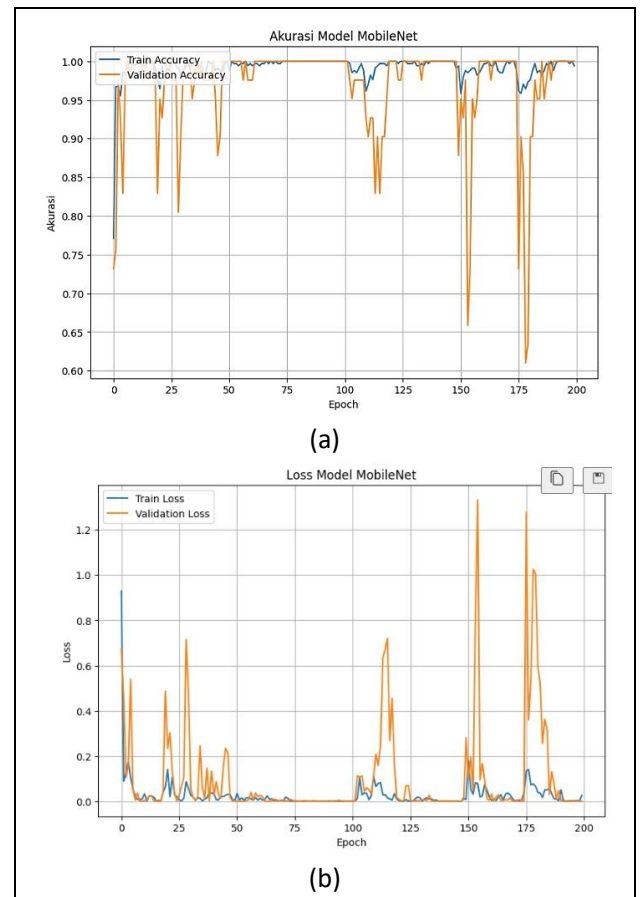 Akurasi Model MobileNet
Train Accuracy
Validation Accuracy
1.00
0.95
0.90
0.85
0.80
0.75
0.70
0.65
0.60
Akurasi
0 25 50 75 100 125 150 175 200
Epoch
(a)
Loss Model MobileNet
Train Loss
Validation Loss
1.2
1.0
0.8
0.6
0.4
0.2
0.0
Loss
0 25 50 75 100 125 150 175 200
Epoch
(b)